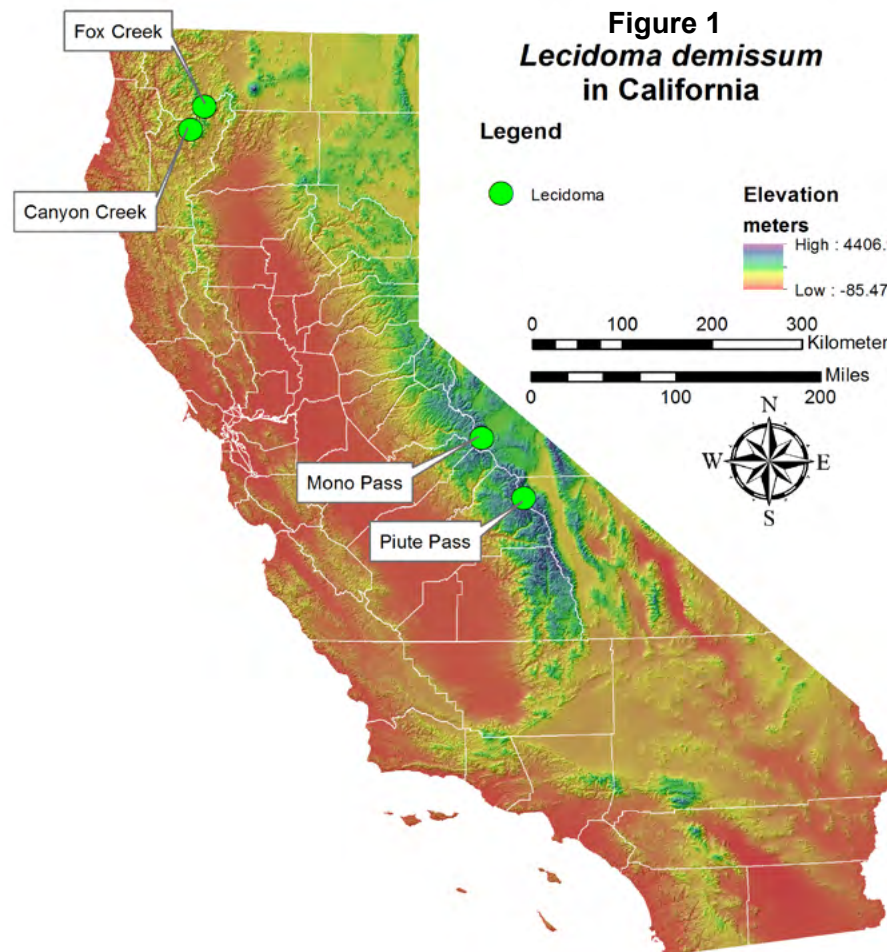 Figure 1
Lecidoma demissum
in California
Fox Creek
Canyon Creek
Legend
Lecidoma
Elevation
meters
High : 4406.
Low : -85.47
0 100 200 300
Kilometer
Miles
0 100 200
N
W E
S
Mono Pass
Piute Pass